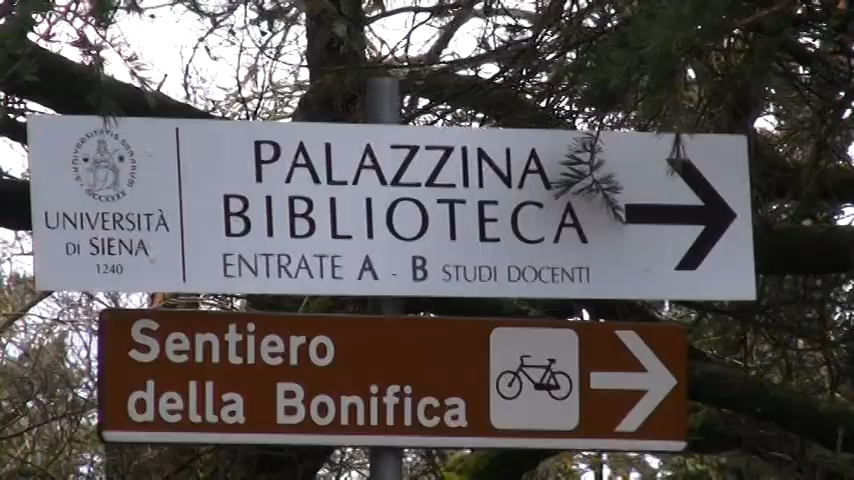 UNIVERSITÀ
DI SIENA
1240
PALAZZINA
BIBLIOTECA
ENTRATE A - B STUDI DOCENTI
Sentiero
della Bonifica